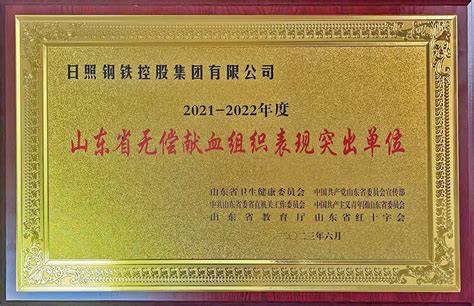 日照钢铁控股集团有限公司
2021-2022年度
山东省无偿献血组织表现突出单位
山东省卫生健康委员会 中国共产党山东省委员会宣传部
中共山东省委省直机关工作委员会 中国共产主义青年团山东省委员会
山东省教育厅 山东省红十字会
二〇二三年六月